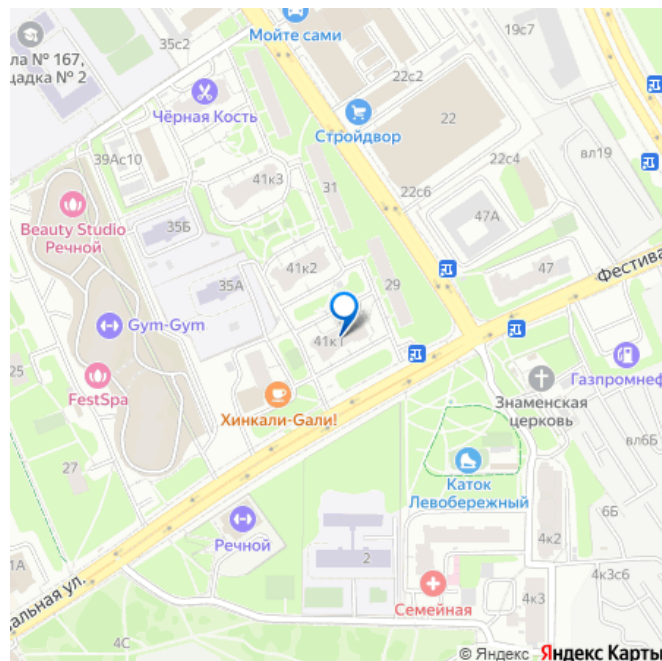 35с2
Мойте сами
19с7
ла № 167,
щадка № 2
22с2
Чёрная Кость
Стройдвор
22
вл19
22с4
39Ас10
41к3
31
22с6
47А
Beauty Studio
Речной
35Б
41к2
29
47
Фестива
35А
Gym-Gym
41к1
25
FestSpa
Хинкали-Gали!
Знаменская
церковь
Газпромнеф
вл6Б
27
Каток
Левобережный
6Б
Речной
2
4к2
1А
альная ул.
Семейная
4к3
4к3с6
4С
© Яндекс Яндекс Карты